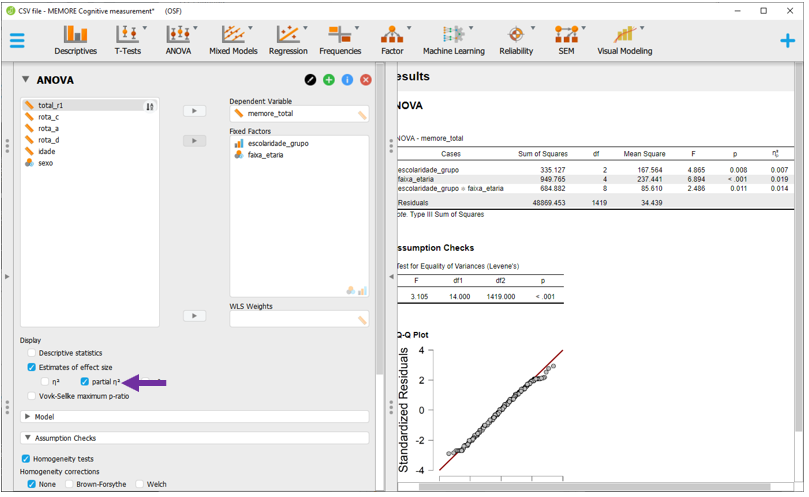 CSV file - MEMORE Cognitive measurement* (OSF)
Descriptives T-Tests ANOVA Mixed Models Regression Frequencies Factor Machine Learning Reliability SEM Visual Modeling
ANOVA
total_r1
rota_c
rota_a
rota_d
idade
sexo
Dependent Variable
memore_total
Fixed Factors
escolaridade_grupo
faixa_etaria
WLS Weights
Display
Descriptive statistics
Estimates of effect size
η² partial η²
Vovk-Sellke maximum p-ratio
Model
Assumption Checks
Homogeneity tests
Homogeneity corrections
None Brown-Forsythe Welch
esults
NOVA
NOVA - memore_total
Cases Sum of Squares df Mean Square F p
escolaridade_grupo 335.127 2 167.564 4.865 0.008 0.007
faixa_etaria 949.765 4 237.441 6.894 < .001 0.019
escolaridade_grupo ✻ faixa_etaria 684.882 8 85.610 2.486 0.011 0.014
Residuals 48869.453 1419 34.439
ote. Type III Sum of Squares
ssumption Checks
est for Equality of Variances (Levene's)
F df1 df2 p
3.105 14.000 1419.000 < .001
-Q Plot
Standardized Residuals
4
2
0
-2
-4